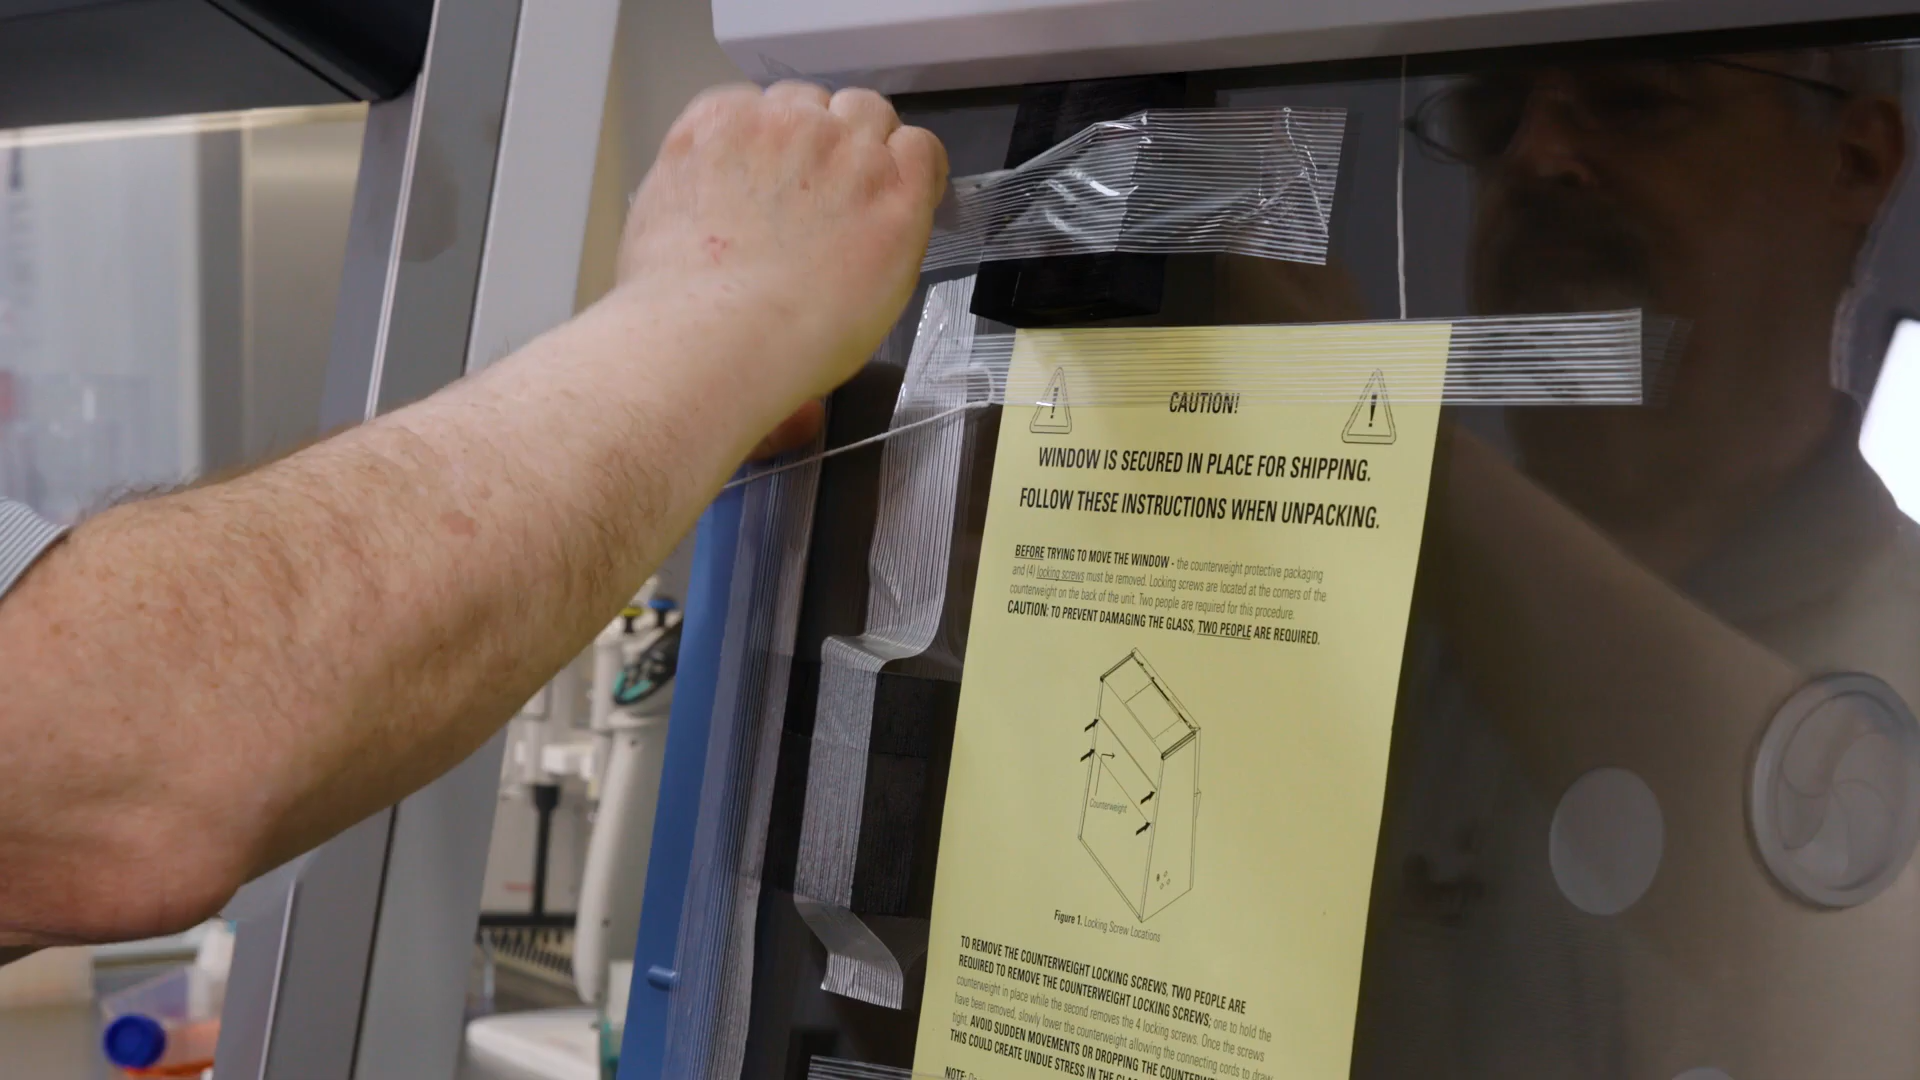 CAUTION!
WINDOW IS SECURED IN PLACE FOR SHIPPING.
FOLLOW THESE INSTRUCTIONS WHEN UNPACKING.
BEFORE TRYING TO MOVE THE WINDOW - the counterweight protective packaging
and (4) locking screws must be removed. Locking screws are located at the corners of the
counterweight on the back of the unit. Two people are required for this procedure.
CAUTION: TO PREVENT DAMAGING THE GLASS, TWO PEOPLE ARE REQUIRED.
Counterweight
Figure 1. Locking Screw Locations
TO REMOVE THE COUNTERWEIGHT LOCKING SCREWS, TWO PEOPLE ARE
REQUIRED TO REMOVE THE COUNTERWEIGHT LOCKING SCREWS; one to hold the
counterweight in place while the second removes the 4 locking screws. Once the screws
have been removed, slowly lower the counterweight allowing the connecting cords to draw
tight. AVOID SUDDEN MOVEMENTS OR DROPPING THE
THIS COULD CREATE UNDUE STRESS IN THE
NOTE: